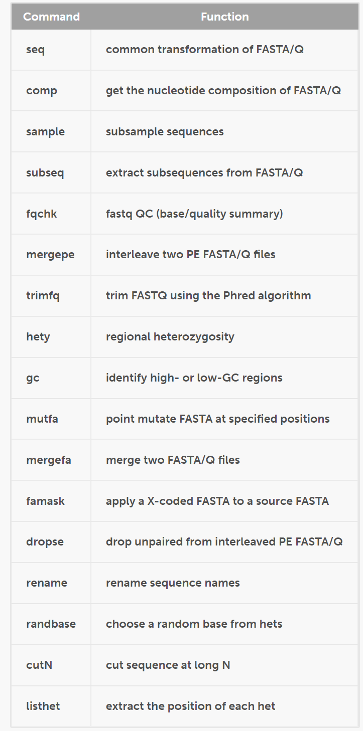 Command Function
seq common transformation of FASTA/Q
comp get the nucleotide composition of FASTA/Q
sample subsample sequences
subseq extract subsequences from FASTA/Q
fqchk fastq QC (base/quality summary)
mergepe interleave two PE FASTA/Q files
trimfq trim FASTQ using the Phred algorithm
hety regional heterozygosity
gc identify high- or low-GC regions
mutfa point mutate FASTA at specified positions
mergefa merge two FASTA/Q files
famask apply a X-coded FASTA to a source FASTA
dropse drop unpaired from interleaved PE FASTA/Q
rename rename sequence names
randbase choose a random base from hets
cutN cut sequence at long N
listhet extract the position of each het